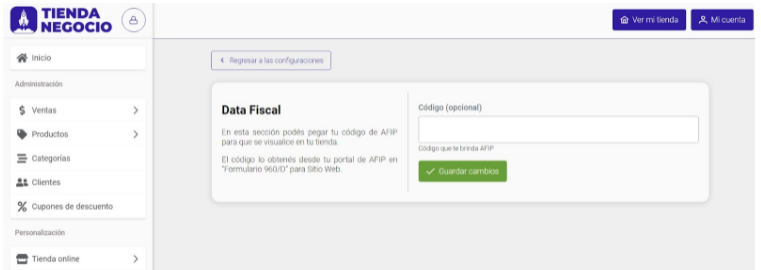 TIENDA
NEGOCIO
Ver mi tienda
Mi cuenta
Inicio
Administración
Ventas
Productos
Categorías
Clientes
Cupones de descuento
Personalización
Tienda online
Regresar a las configuraciones
Data Fiscal
En esta sección podés pegar tu código de AFIP
para que se visualice en tu tienda.
El código lo obtenés desde tu portal de AFIP en
"Formulario 960/D" para Sitio Web.
Código (opcional)
Código que te brinda AFIP
Guardar cambios